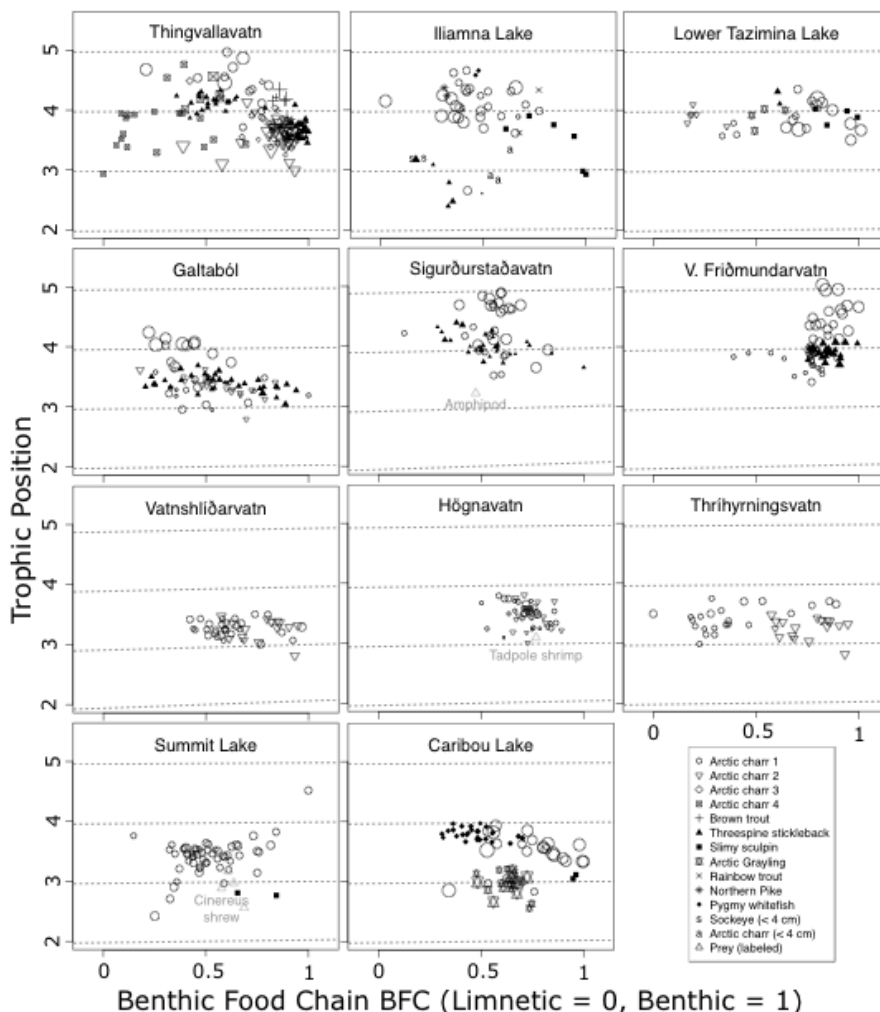 Thingvallavatn
Iliamna Lake
Lower Tazimina Lake
5
4
3
2
Galtaból
Sigurðurstaðavatn
V. Friðmundarvatn
5
4
3
2
Amphipod
Vatnshlíðarvatn
Högnavatn
Thríhyrningsvatn
5
4
3
2
Tadpole shrimp
0 0.5 1
Summit Lake
Caribou Lake
5
4
3
2
Cinereus
shrew
0 0.5 1
0 0.5 1
Arctic charr 1
Arctic charr 2
Arctic charr 3
Arctic charr 4
Brown trout
Threespine stickleback
Slimy sculpin
Arctic Grayling
Rainbow trout
Northern Pike
Pygmy whitefish
s Sockeye (< 4 cm)
a Arctic charr (< 4 cm)
Prey (labeled)
Trophic Position
Benthic Food Chain BFC (Limnetic = 0, Benthic = 1)